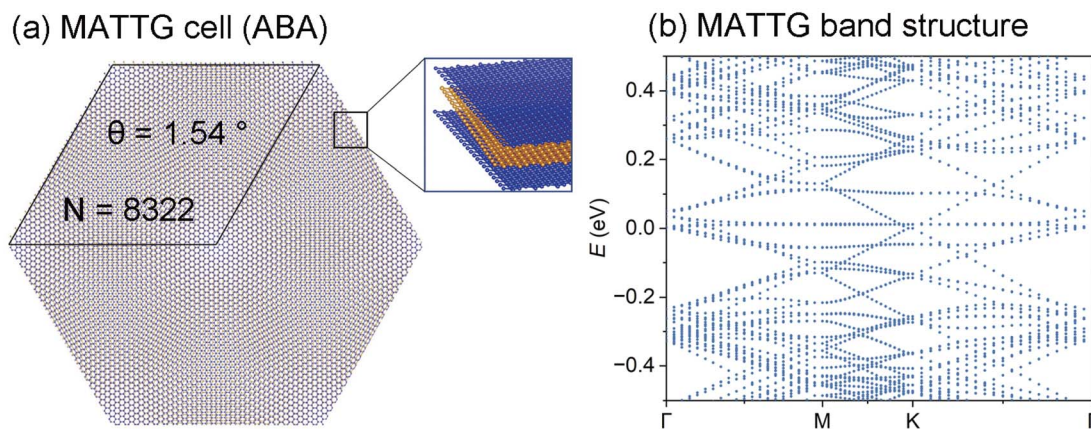 (a) MATTG cell (ABA)
θ = 1.54 °
N = 8322
(b) MATTG band structure
E (eV)
0.4
0.2
0.0
−0.2
−0.4
Γ
M
K